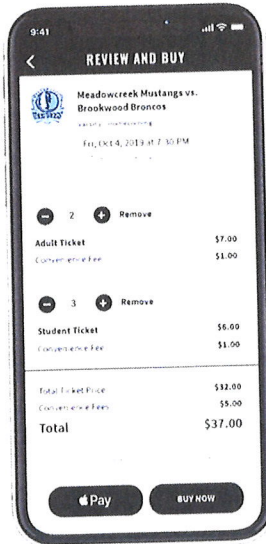 9:41
REVIEW AND BUY
Meadowcreek Mustangs vs.
Brookwood Broncos
Fri, Oct 4, 2019 at 7:30 PM
2 Remove
Adult Ticket $7.00
Convenience Fee $1.00
3 Remove
Student Ticket $6.00
Convenience Fee $1.00
Total Ticket Price $32.00
Convenience Fees $5.00
Total $37.00
Pay
BUY NOW